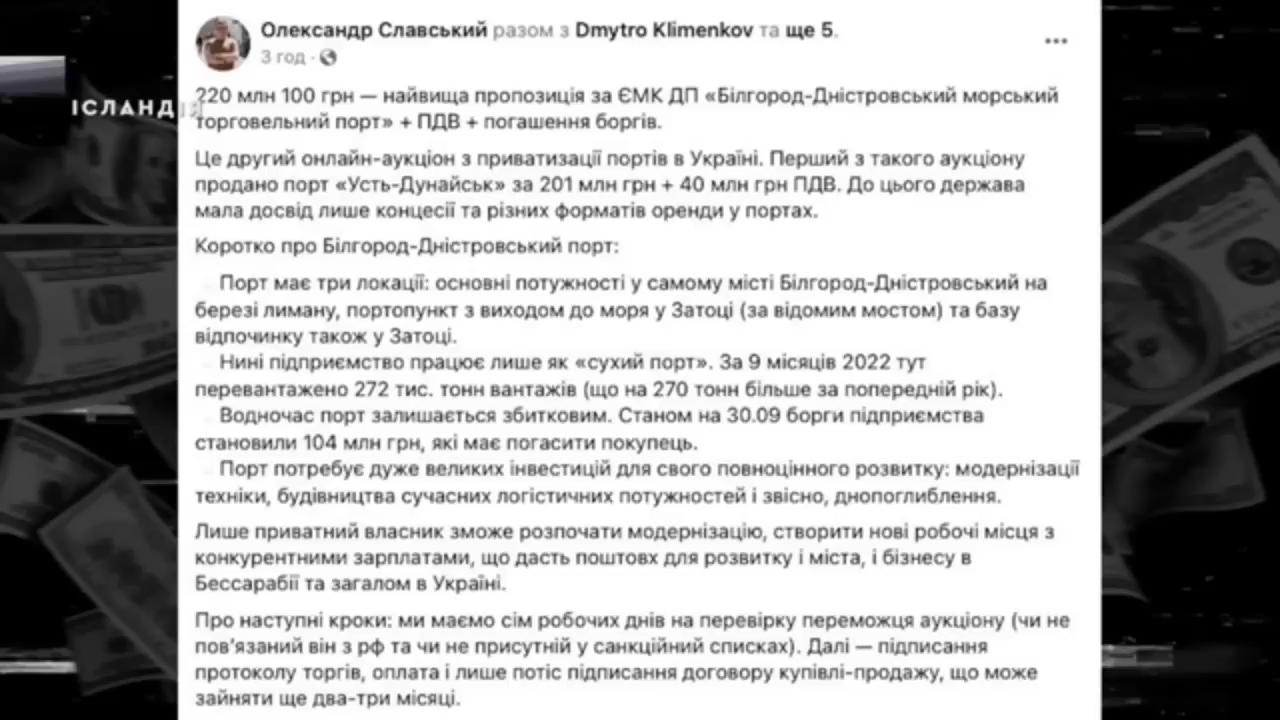 Олександр Славський разом з Dmytro Klimenkov та ще 5.
3 год ·
ІСЛАНДІЯ
220 млн 100 грн — найвища пропозиція за ЄМК ДП «Білгород-Дністровський морський
торговельний порт» + ПДВ + погашення боргів.
Це другий онлайн-аукціон з приватизації портів в Україні. Перший з такого аукціону
продано порт «Усть-Дунайськ» за 201 млн грн + 40 млн грн ПДВ. До цього держава
мала досвід лише концесії та різних форматів оренди у портах.
Коротко про Білгород-Дністровський порт:
Порт має три локації: основні потужності у самому місті Білгород-Дністровський на
березі лиману, портопункт з виходом до моря у Затоці (за відомим мостом) та базу
відпочинку також у Затоці.
Нині підприємство працює лише як «сухий порт». За 9 місяців 2022 тут
перевантажено 272 тис. тонн вантажів (що на 270 тонн більше за попередній рік).
Водночас порт залишається збитковим. Станом на 30.09 борги підприємства
становили 104 млн грн, які має погасити покупець.
Порт потребує дуже великих інвестицій для свого повноцінного розвитку: модернізації
техніки, будівництва сучасних логістичних потужностей і звісно, днопоглиблення.
Лише приватний власник зможе розпочати модернізацію, створити нові робочі місця з
конкурентними зарплатами, що дасть поштовх для розвитку і міста, і бізнесу в
Бессарабії та загалом в Україні.
Про наступні кроки: ми маємо сім робочих днів на перевірку переможця аукціону (чи не
пов’язаний він з рф та чи не присутній у санкційний списках). Далі — підписання
протоколу торгів, оплата і лише потіс підписання договору купівлі-продажу, що може
зайняти ще два-три місяці.